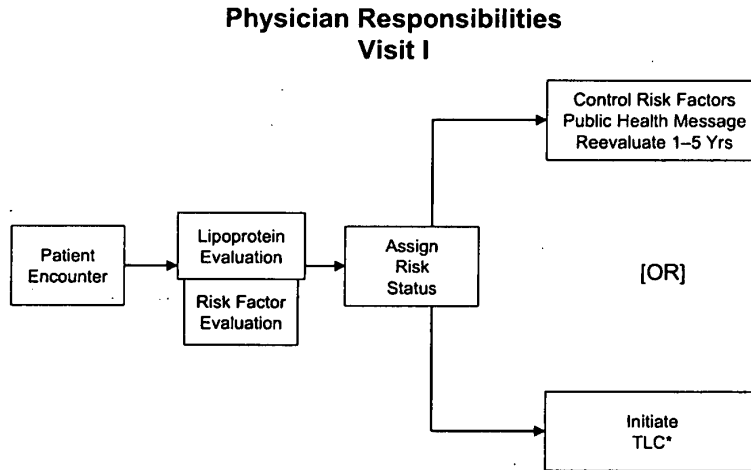 Physician Responsibilities
Visit I
Control Risk Factors
Public Health Message
Reevaluate 1–5 Yrs
Patient
Encounter
Lipoprotein
Evaluation
Risk Factor
Evaluation
Assign
Risk
Status
[OR]
Initiate
TLC*